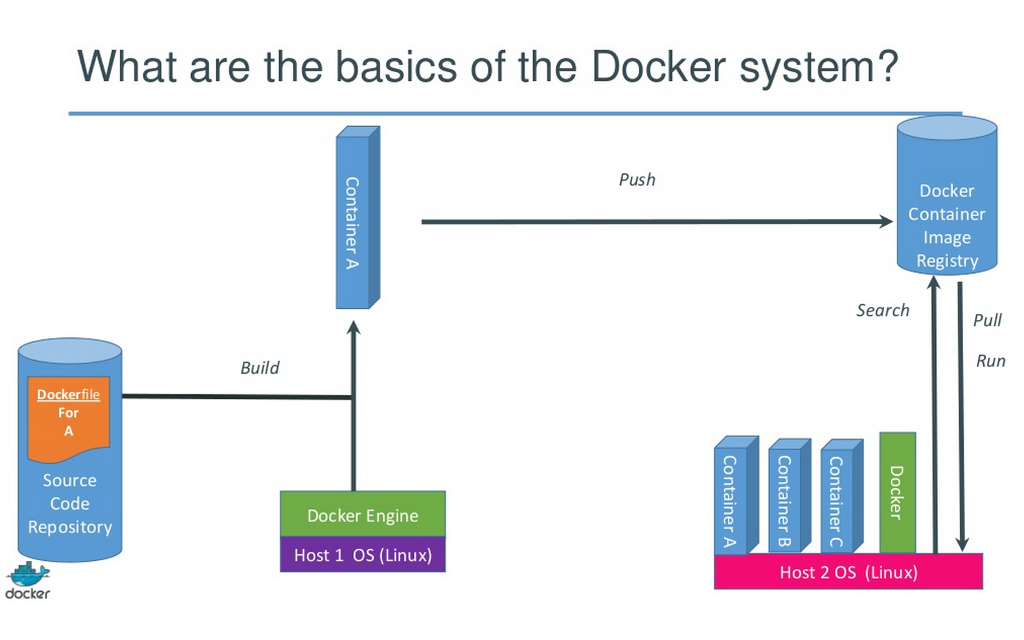 What are the basics of the Docker system?
Container A
Push
Docker
Container
Image
Registry
Search
Pull
Run
Build
Dockerfile
For
A
Source
Code
Repository
Docker Engine
Host 1 OS (Linux)
Container A
Container B
Container C
Docker
Host 2 OS (Linux)
docker